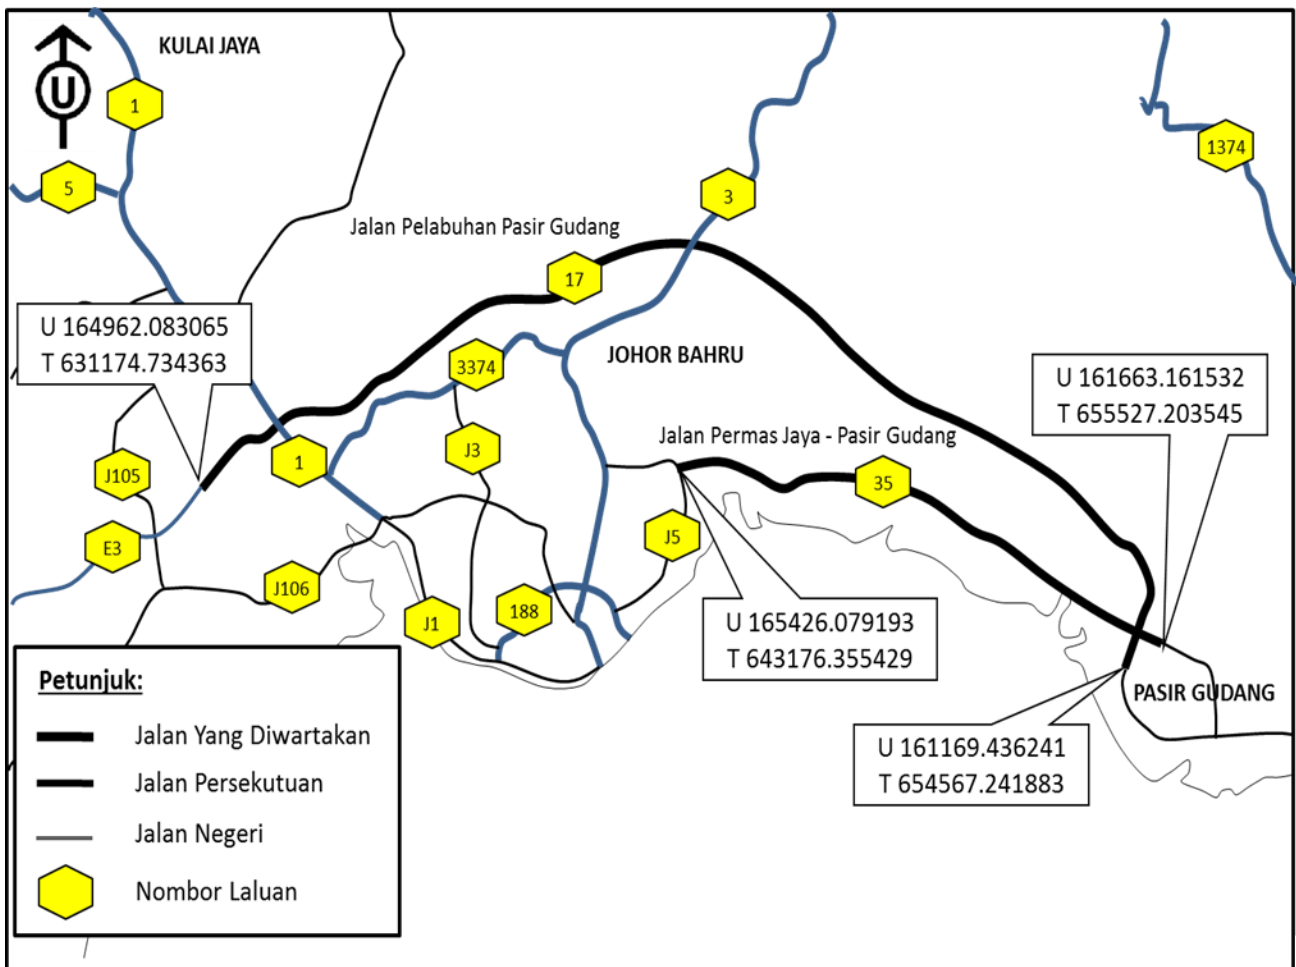 KULAI JAYA
U
1
5
3
1374
Jalan Pelabuhan Pasir Gudang
17
U 164962.083065
T 631174.734363
JOHOR BAHRU
3374
U 161663.161532
T 655527.203545
Jalan Permas Jaya - Pasir Gudang
J3
1
J105
35
E3
J5
J106
188
J1
U 165426.079193
T 643176.355429
PASIR GUDANG
U 161169.436241
T 654567.241883
Petunjuk:
Jalan Yang Diwartakan
Jalan Persekutuan
Jalan Negeri
Nombor Laluan